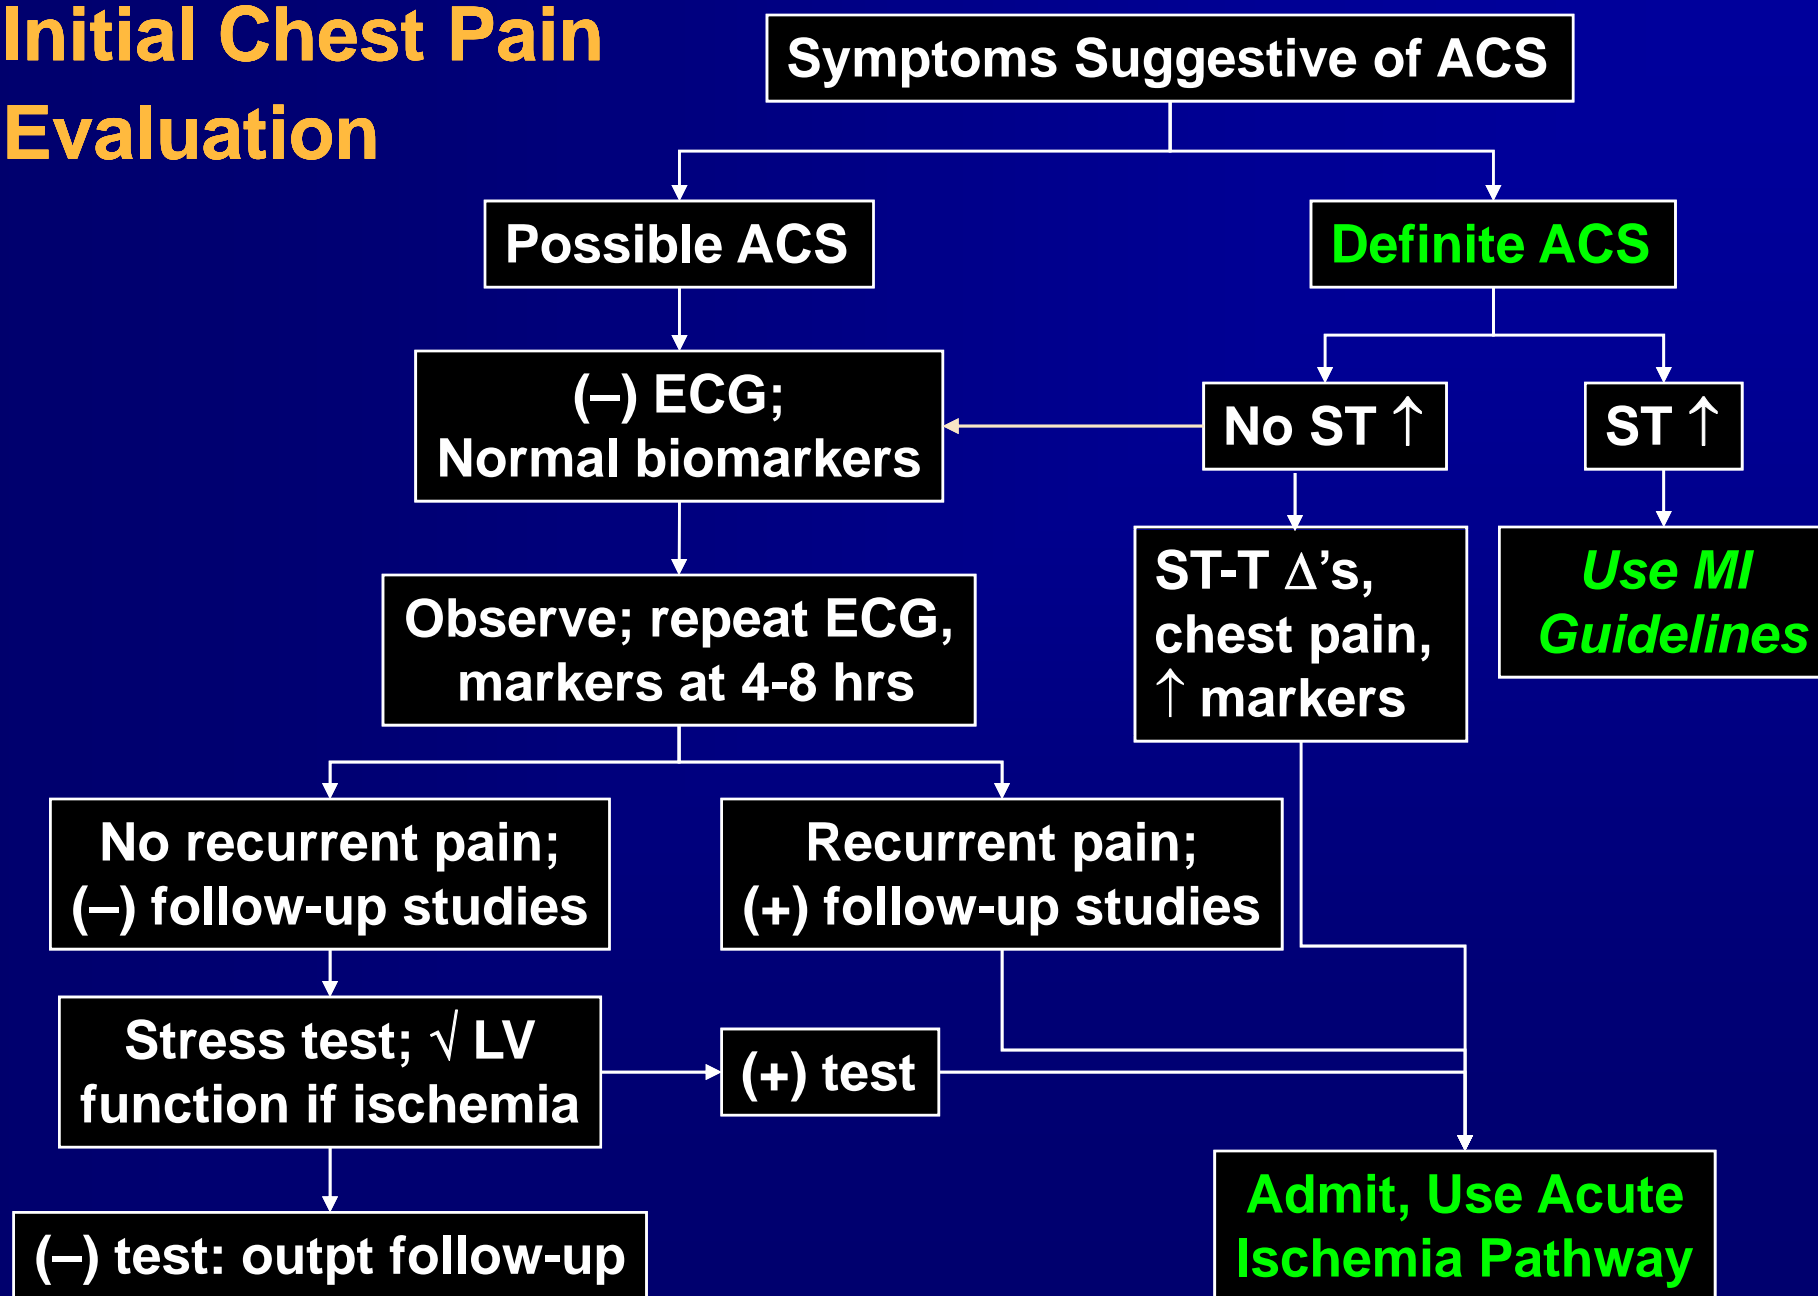 Initial Chest Pain
Evaluation
Symptoms Suggestive of ACS
Possible ACS
Definite ACS
(–) ECG;
Normal biomarkers
No ST ↑
ST ↑
Observe; repeat ECG,
markers at 4-8 hrs
ST-T Δ’s,
chest pain,
↑ markers
Use MI
Guidelines
No recurrent pain;
(–) follow-up studies
Recurrent pain;
(+) follow-up studies
Stress test; √ LV
function if ischemia
(+) test
(–) test: outpt follow-up
Admit, Use Acute
Ischemia Pathway